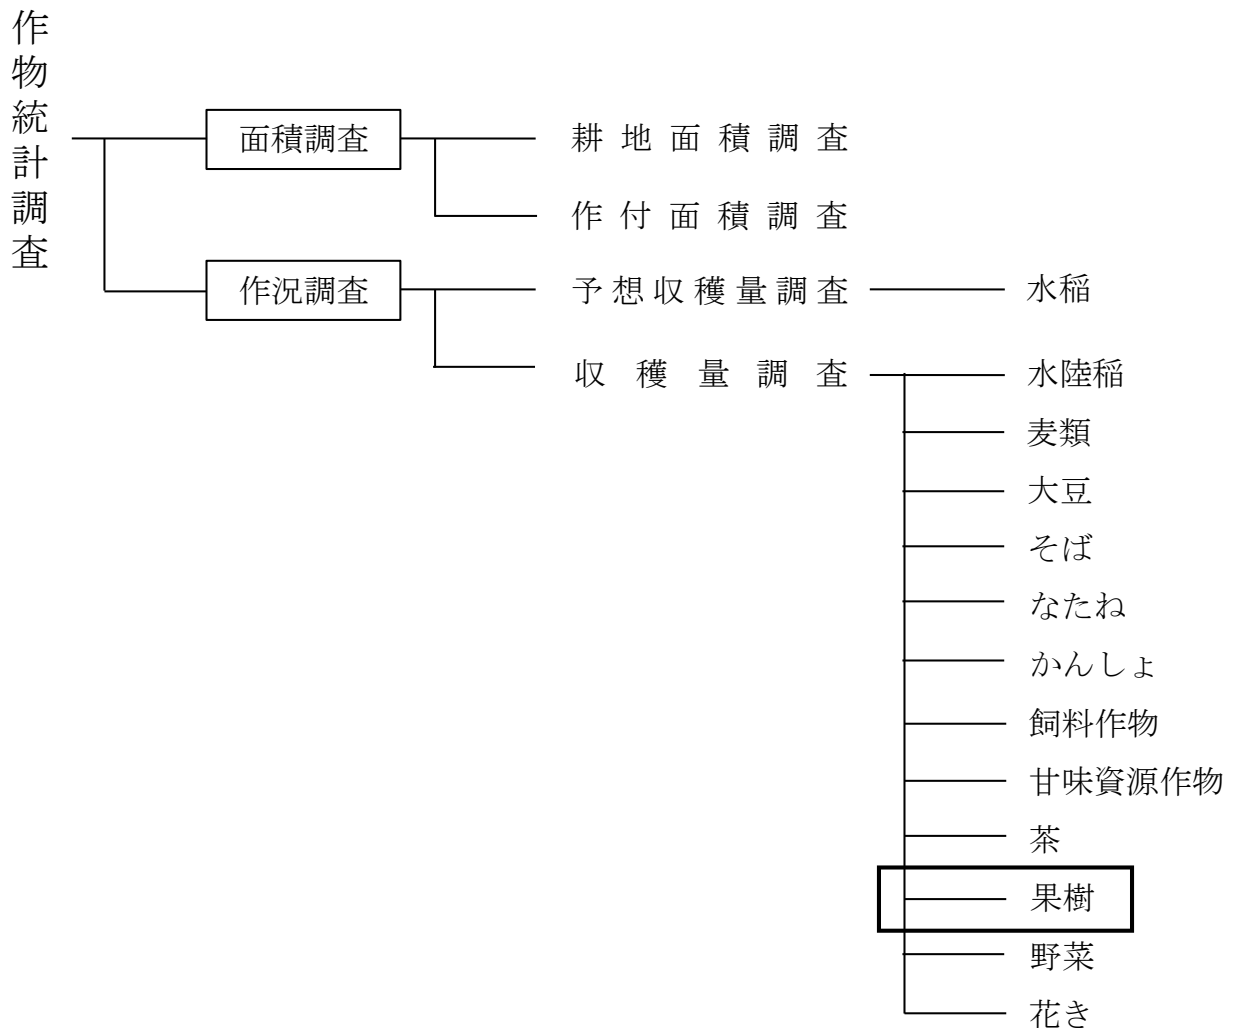 作物統計調査
面積調査
耕地面積調査
作付面積調査
作況調査
予想収穫量調査
水稲
収穫量調査
水陸稲
麦類
大豆
そば
なたね
かんしょ
飼料作物
甘味資源作物
茶
果樹
野菜
花き